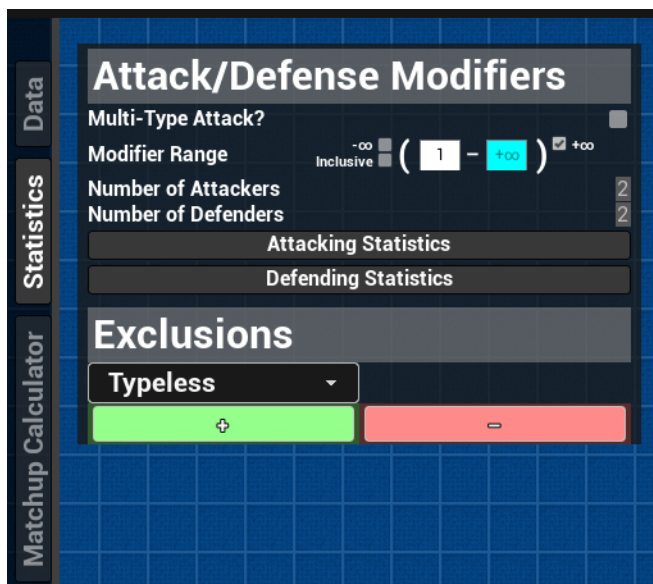 Data
Statistics
Matchup Calculator
Attack/Defense Modifiers
Multi-Type Attack?
Modifier Range -∞ Inclusive ( 1 - +∞ ) +∞
Number of Attackers 2
Number of Defenders 2
Attacking Statistics
Defending Statistics
Exclusions
Typeless
+ -